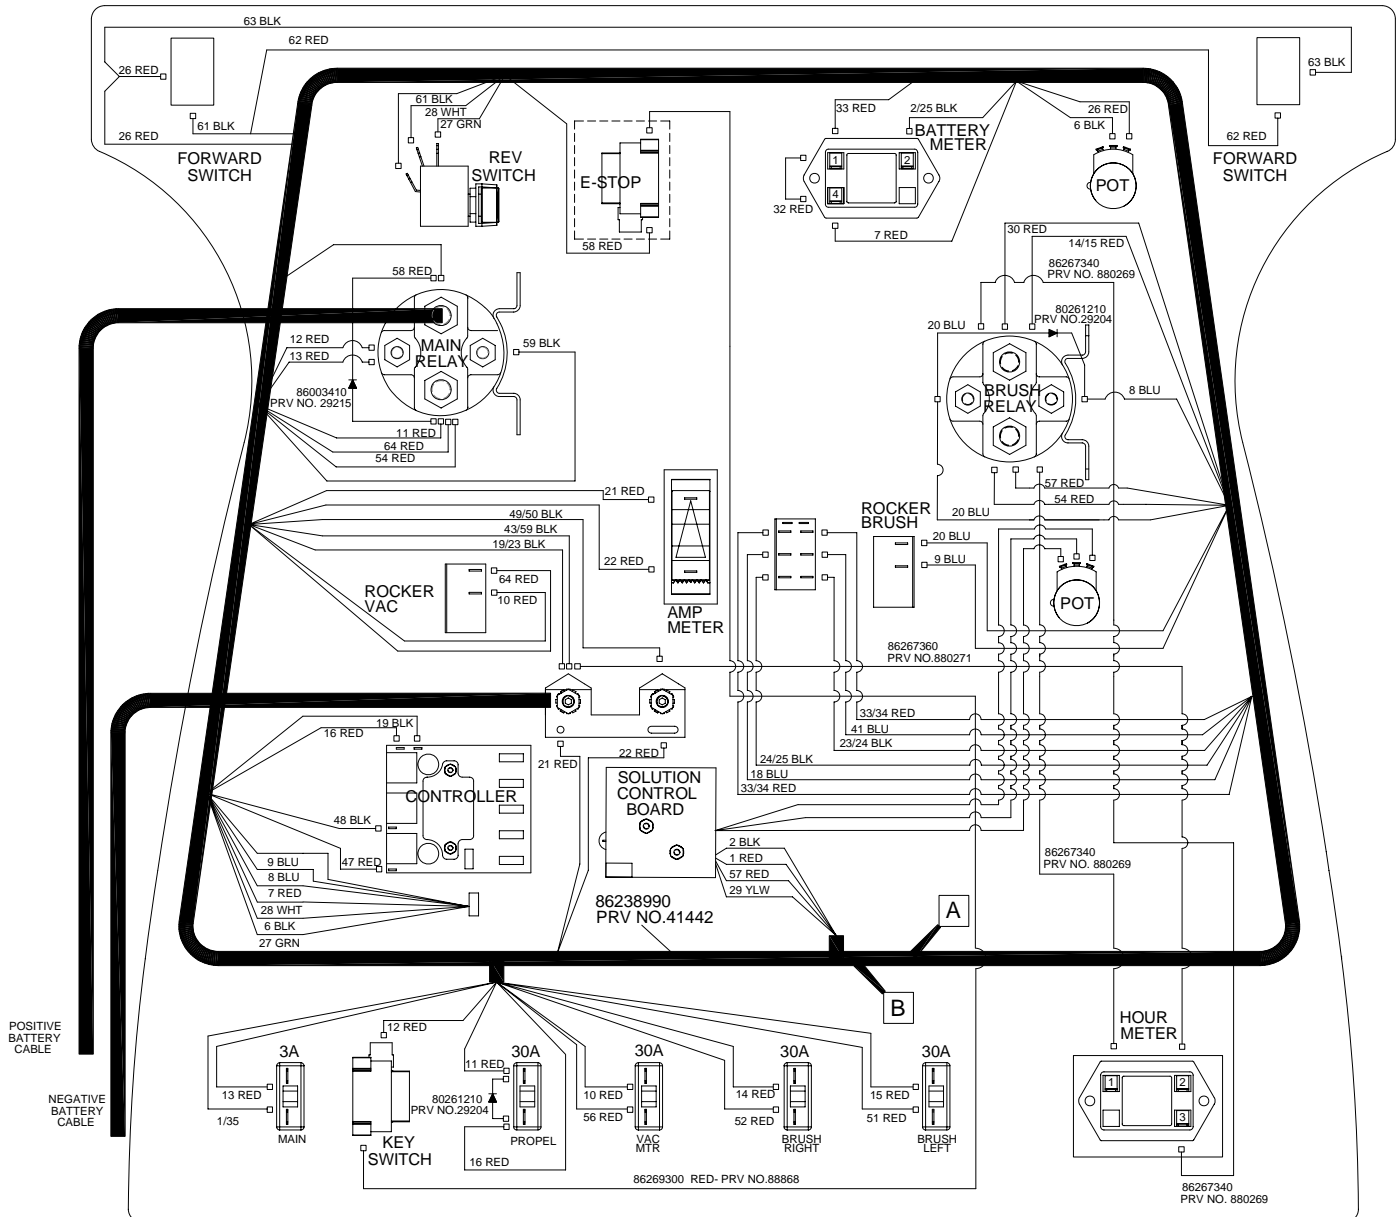 63 BLK
62 RED
26 RED
63 BLK
61 BLK
26 RED
FORWARD
SWITCH
61 BLK
28 WHT
27 GRN
REV
SWITCH
E-STOP
58 RED
33 RED
2/25 BLK
BATTERY
METER
1
2
4
32 RED
7 RED
26 RED
6 BLK
POT
62 RED
FORWARD
SWITCH
30 RED
14/15 RED
86267340
PRV NO. 880269
58 RED
12 RED
13 RED
MAIN
RELAY
59 BLK
86003410
PRV NO. 29215
11 RED
64 RED
54 RED
80261210
PRV NO.29204
20 BLU
BRUSH
RELAY
8 BLU
57 RED
54 RED
20 BLU
21 RED
49/50 BLK
43/59 BLK
19/23 BLK
22 RED
ROCKER
VAC
64 RED
10 RED
AMP
METER
ROCKER
BRUSH
20 BLU
9 BLU
POT
86267360
PRV NO.880271
33/34 RED
41 BLU
23/24 BLK
24/25 BLK
18 BLU
33/34 RED
19 BLK
16 RED
21 RED
22 RED
CONTROLLER
SOLUTION
CONTROL
BOARD
48 BLK
47 RED
9 BLU
8 BLU
7 RED
28 WHT
6 BLK
27 GRN
2 BLK
1 RED
57 RED
29 YLW
86267340
PRV NO. 880269
86238990
PRV NO.41442
A
B
POSITIVE
BATTERY
CABLE
NEGATIVE
BATTERY
CABLE
12 RED
3A
13 RED
1/35
MAIN
KEY
SWITCH
11 RED
30A
80261210
PRV NO.29204
PROPEL
16 RED
30A
10 RED
56 RED
VAC
MTR
30A
14 RED
52 RED
BRUSH
RIGHT
30A
15 RED
51 RED
BRUSH
LEFT
HOUR
METER
1
2
3
86269300 RED- PRV NO.88868
86267340
PRV NO. 880269